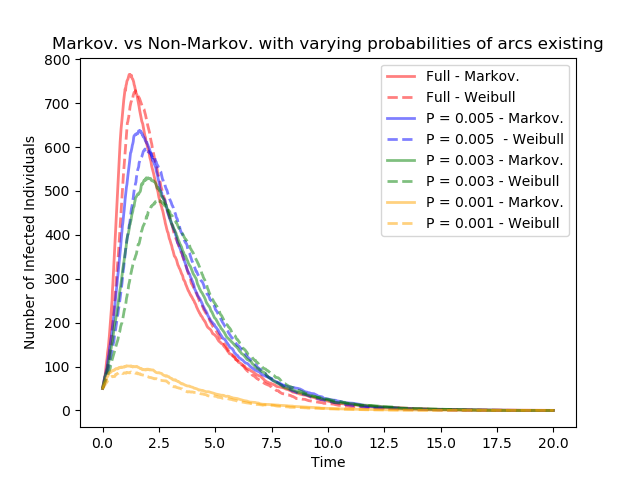 Markov. vs Non-Markov. with varying probabilities of arcs existing
800
700
600
500
400
300
200
100
0
Number of Infected Individuals
Full - Markov.
Full - Weibull
P = 0.005 - Markov.
P = 0.005  - Weibull
P = 0.003 - Markov.
P = 0.003 - Weibull
P = 0.001 - Markov.
P = 0.001 - Weibull
0.0 2.5 5.0 7.5 10.0 12.5 15.0 17.5 20.0
Time